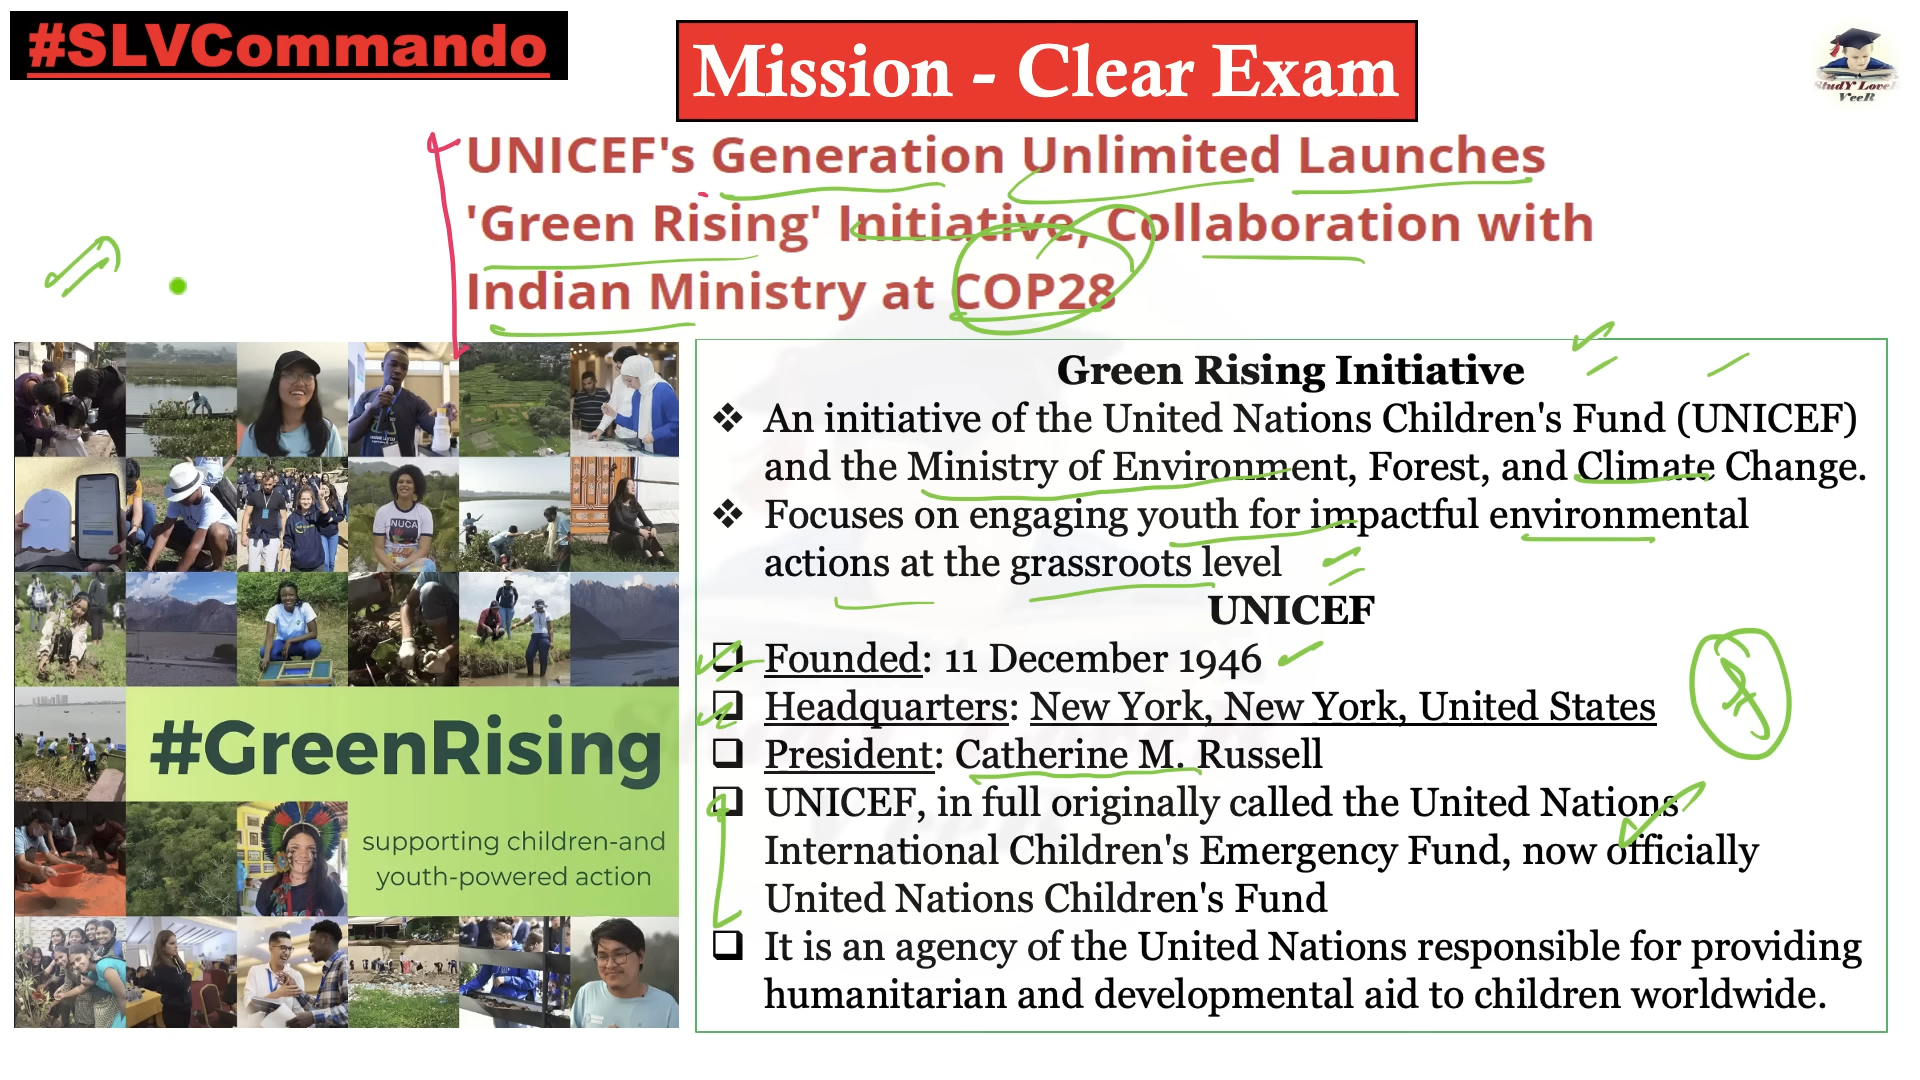 #SLVCommando
Mission - Clear Exam
StudY LoveR
VeeR
UNICEF's Generation Unlimited Launches
'Green Rising' Initiative, Collaboration with
Indian Ministry at COP28
Green Rising Initiative
❖ An initiative of the United Nations Children's Fund (UNICEF)
and the Ministry of Environment, Forest, and Climate Change.
❖ Focuses on engaging youth for impactful environmental
actions at the grassroots level
UNICEF
❑ Founded: 11 December 1946
❑ Headquarters: New York, New York, United States
❑ President: Catherine M. Russell
❑ UNICEF, in full originally called the United Nations
International Children's Emergency Fund, now officially
United Nations Children's Fund
❑ It is an agency of the United Nations responsible for providing
humanitarian and developmental aid to children worldwide.
NUCA
#GreenRising
supporting children-and
youth-powered action